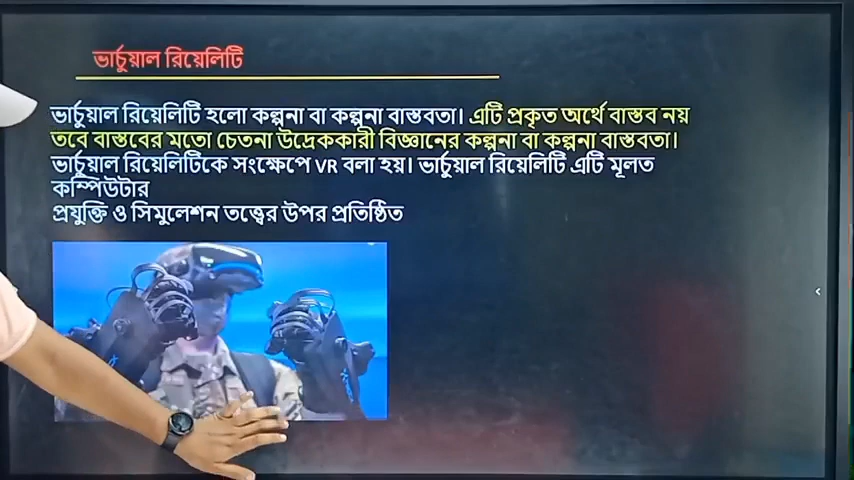 ভার্চুয়াল রিয়েলিটি
ভার্চুয়াল রিয়েলিটি হলো কল্পনা বা কল্পনা বাস্তবতা। এটি প্রকৃত অর্থে বাস্তব নয়
তবে বাস্তবের মতো চেতনা উদ্রেককারী বিজ্ঞানের কল্পনা বা কল্পনা বাস্তবতা।
ভার্চুয়াল রিয়েলিটিকে সংক্ষেপে VR বলা হয়। ভার্চুয়াল রিয়েলিটি এটি মূলত
কম্পিউটার
প্রযুক্তি ও সিমুলেশন তত্ত্বের উপর প্রতিষ্ঠিত